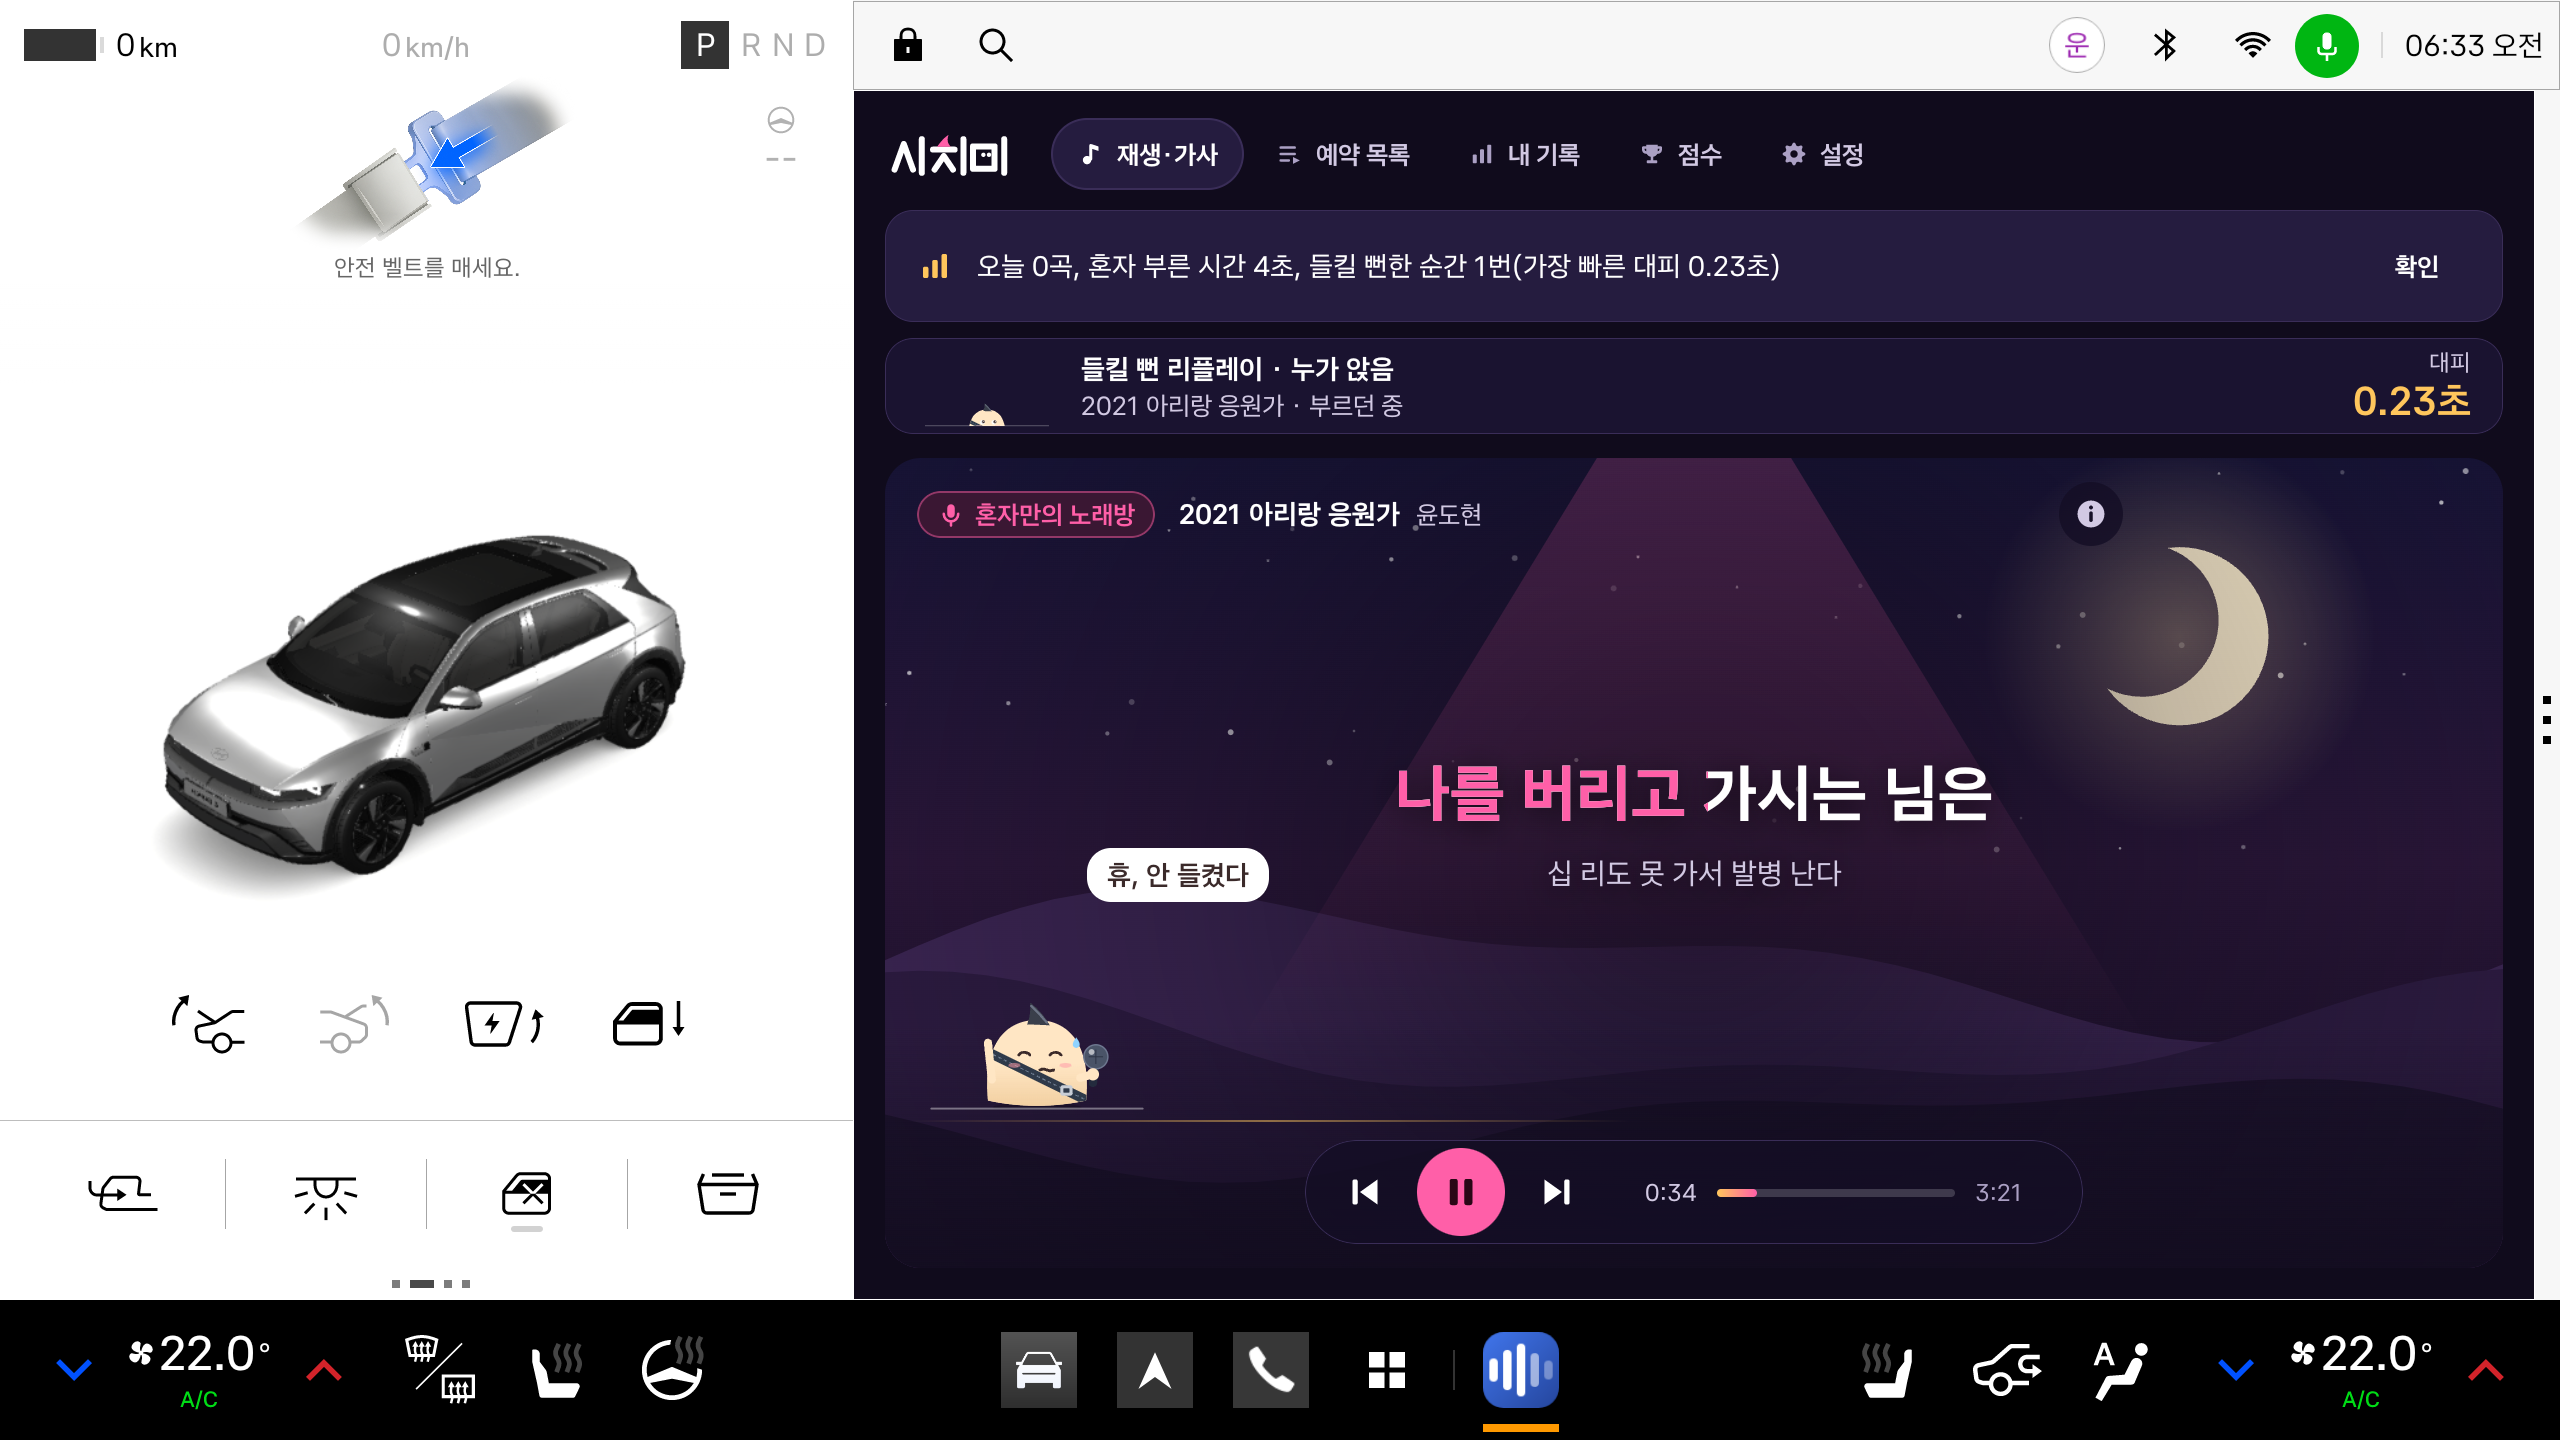 0 km
0 km/h
P R N D
운
06:33 오전
안전 벨트를 매세요.
시치미
재생·가사
예약 목록
내 기록
점수
설정
오늘 0곡, 혼자 부른 시간 4초, 들킬 뻔한 순간 1번(가장 빠른 대피 0.23초)
확인
들킬 뻔 리플레이 · 누가 앉음
2021 아리랑 응원가 · 부르던 중
대피
0.23초
혼자만의 노래방
2021 아리랑 응원가 윤도현
나를 버리고 가시는 님은
십 리도 못 가서 발병 난다
휴, 안 들켰다
0:34
3:21
22.0°
A/C
A
22.0°
A/C